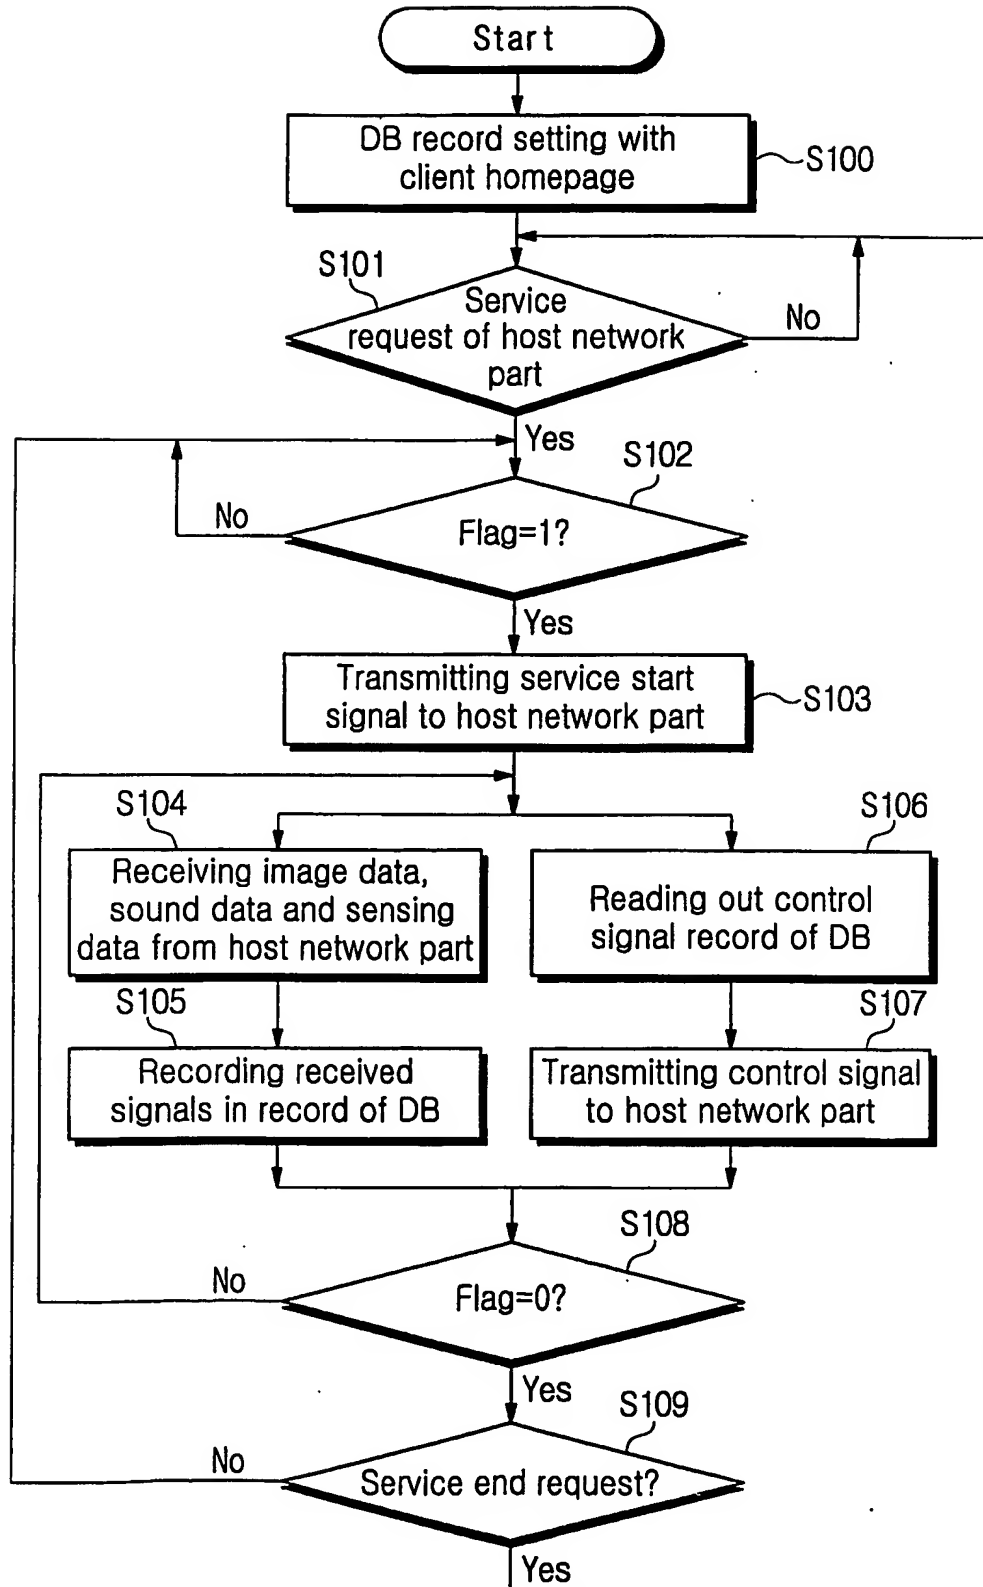 Start
DB record setting with
client homepage
S100
S101
Service
request of host network
part
No
Yes
S102
No
Flag=1?
Yes
Transmitting service start
signal to host network part
S103
S104
Receiving image data,
sound data and sensing
data from host network part
S106
Reading out control
signal record of DB
S105
Recording received
signals in record of DB
S107
Transmitting control signal
to host network part
S108
No
Flag=0?
Yes
S109
No
Service end request?
Yes